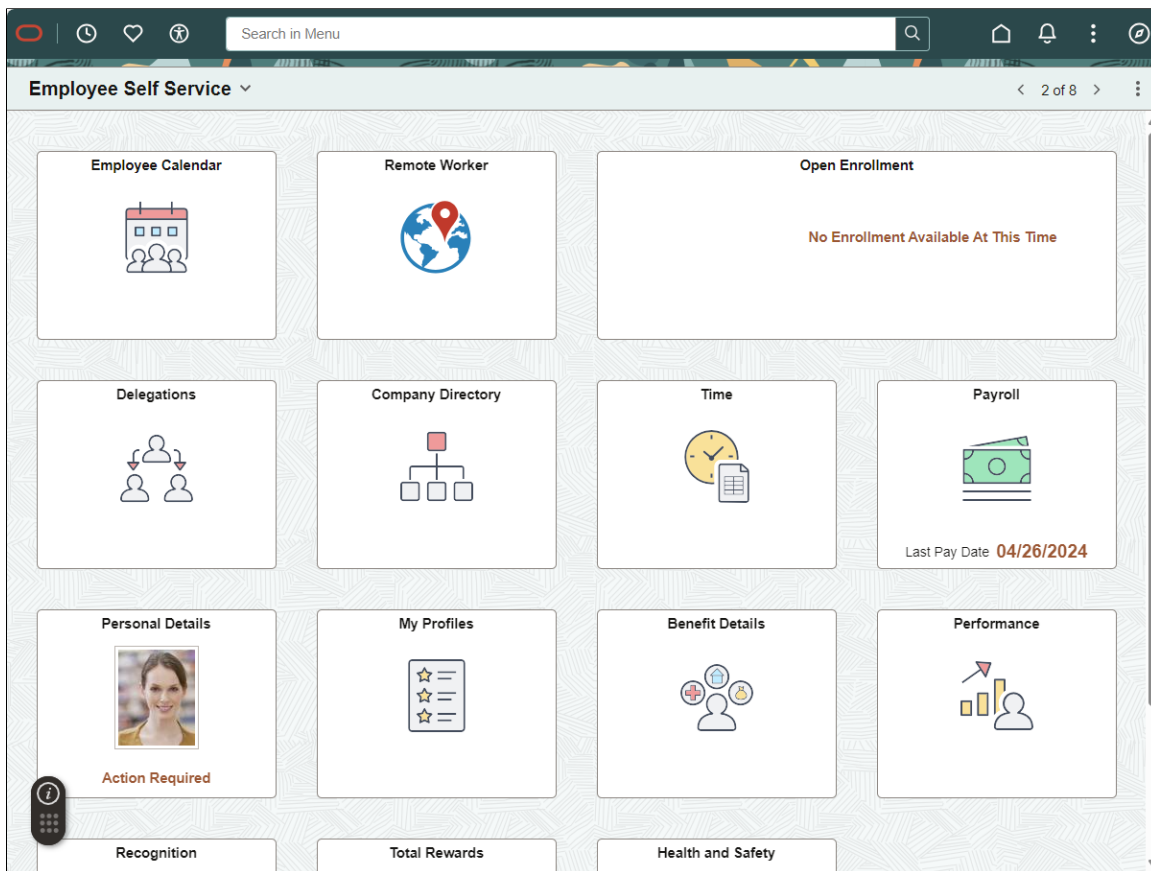 Search in Menu
Employee Self Service
2 of 8
Employee Calendar
Remote Worker
Open Enrollment
No Enrollment Available At This Time
Delegations
Company Directory
Time
Payroll
Last Pay Date 04/26/2024
Personal Details
My Profiles
Benefit Details
Performance
Action Required
Recognition
Total Rewards
Health and Safety